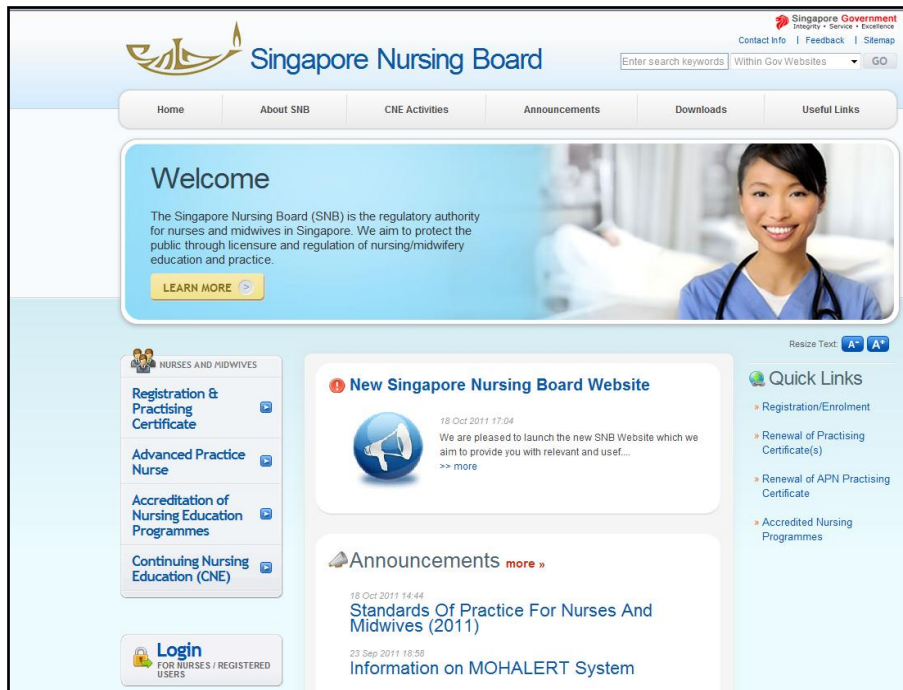 Singapore Government
Integrity • Service • Excellence
Contact Info | Feedback | Sitemap
Singapore Nursing Board
Enter search keywords Within Gov Websites GO
Home About SNB CNE Activities Announcements Downloads Useful Links
Welcome
The Singapore Nursing Board (SNB) is the regulatory authority
for nurses and midwives in Singapore. We aim to protect the
public through licensure and regulation of nursing/midwifery
education and practice.
LEARN MORE >
Resize Text: A- A+
NURSES AND MIDWIVES
Registration &
Practising
Certificate
Advanced Practice
Nurse
Accreditation of
Nursing Education
Programmes
Continuing Nursing
Education (CNE)
Login
FOR NURSES / REGISTERED
USERS
New Singapore Nursing Board Website
18 Oct 2011 17:04
We are pleased to launch the new SNB Website which we
aim to provide you with relevant and usef....
>> more
Announcements more »
18 Oct 2011 14:44
Standards Of Practice For Nurses And
Midwives (2011)
23 Sep 2011 18:58
Information on MOHALERT System
Quick Links
» Registration/Enrolment
» Renewal of Practising
Certificate(s)
» Renewal of APN Practising
Certificate
» Accredited Nursing
Programmes